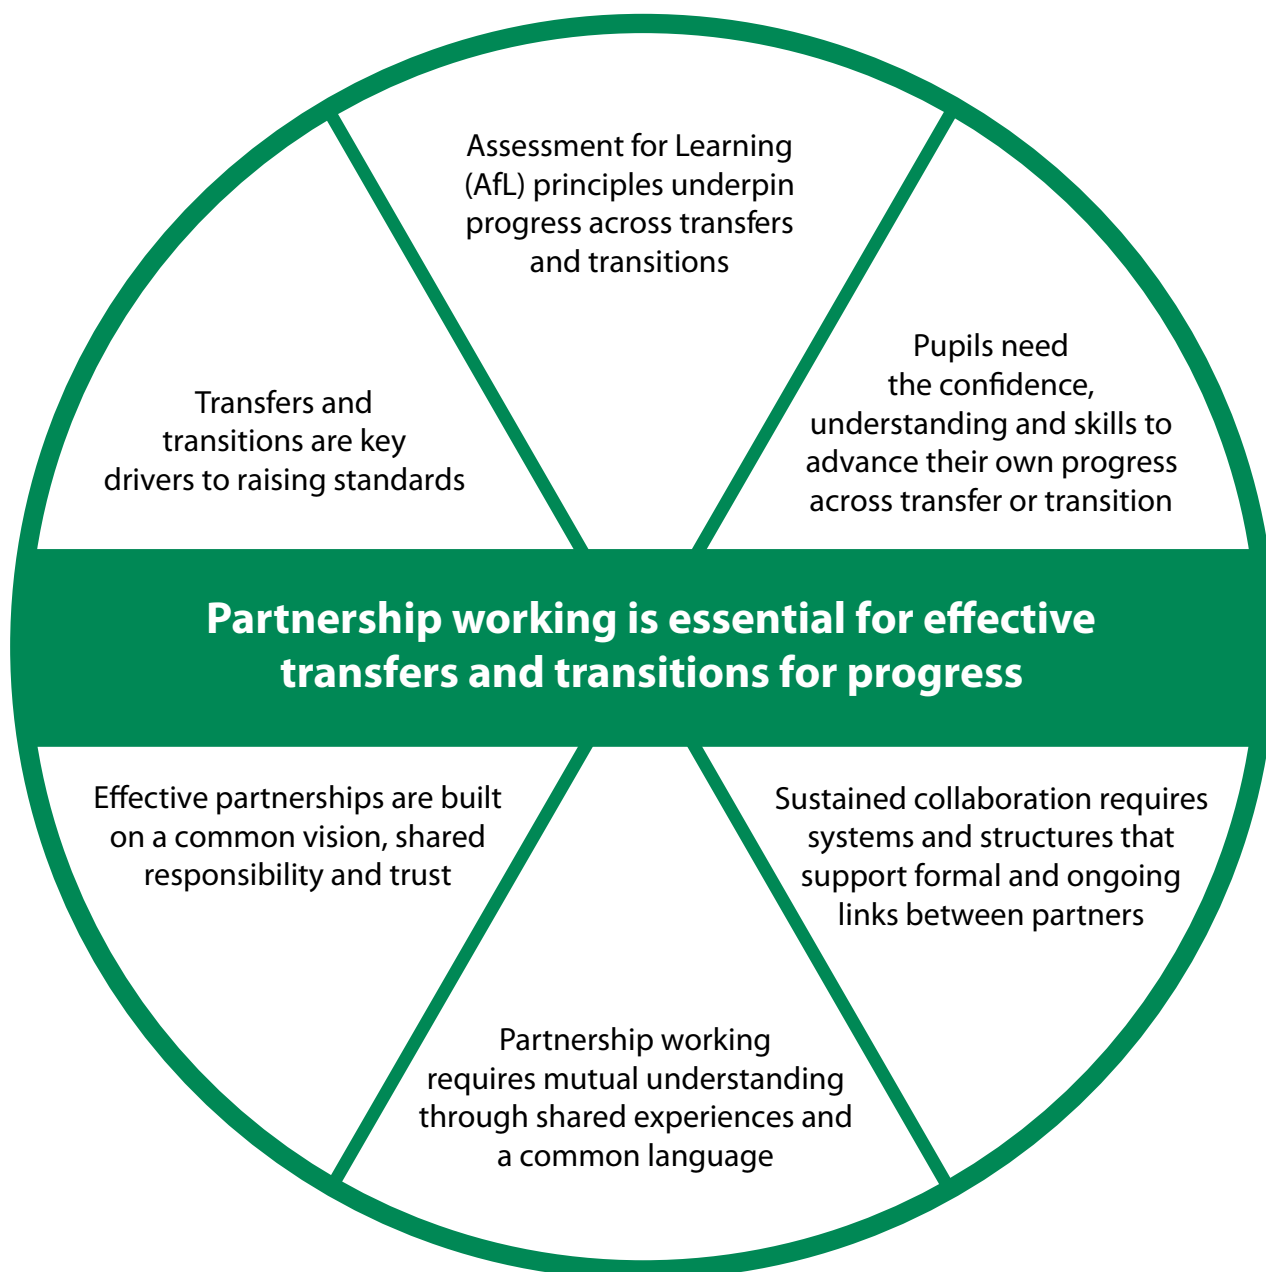 Assessment for Learning
(AfL) principles underpin
progress across transfers
and transitions
Transfers and
transitions are key
drivers to raising standards
Pupils need
the confidence,
understanding and skills to
advance their own progress
across transfer or transition
Partnership working is essential for effective
transfers and transitions for progress
Effective partnerships are built
on a common vision, shared
responsibility and trust
Sustained collaboration requires
systems and structures that
support formal and ongoing
links between partners
Partnership working
requires mutual understanding
through shared experiences and
a common language